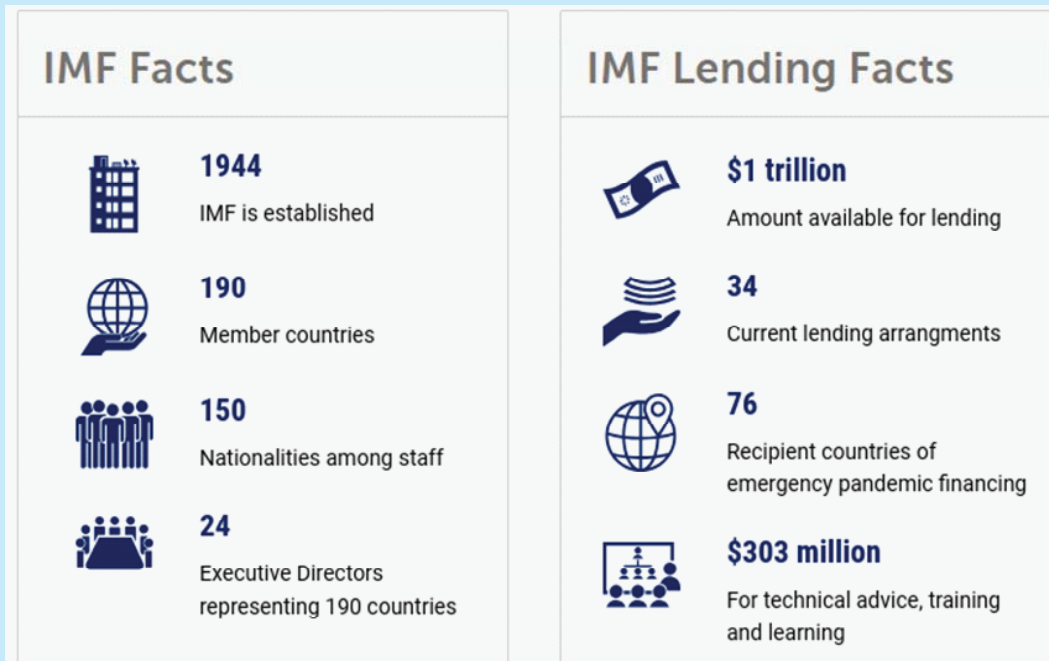 IMF Facts
1944
IMF is established
190
Member countries
150
Nationalities among staff
24
Executive Directors
representing 190 countries
IMF Lending Facts
$1 trillion
Amount available for lending
34
Current lending arrangments
76
Recipient countries of
emergency pandemic financing
$303 million
For technical advice, training
and learning